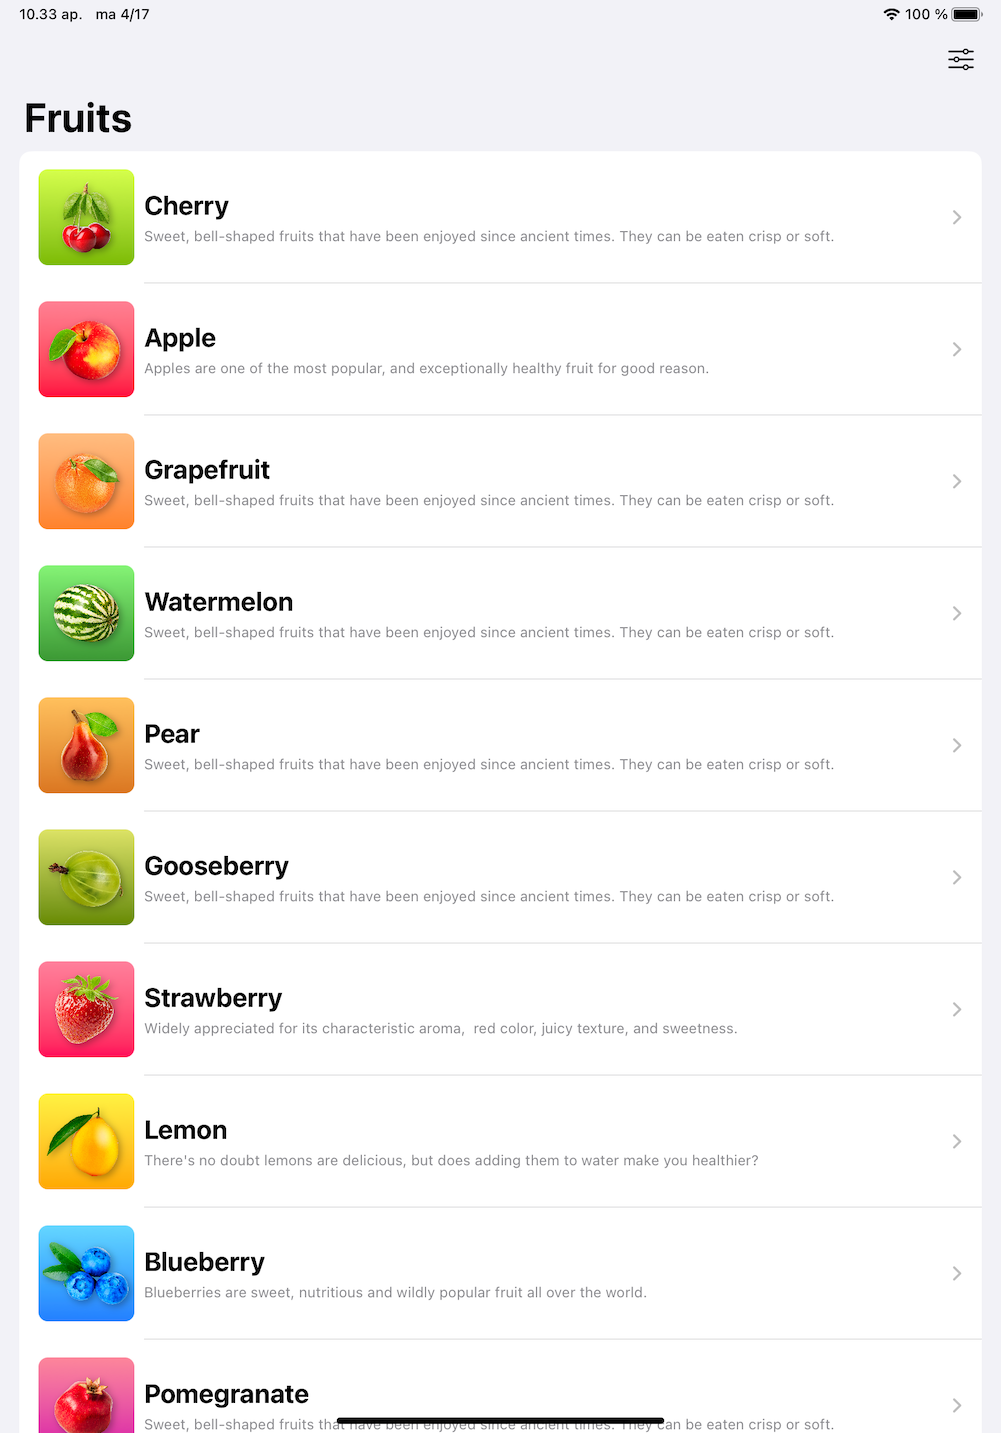 10.33 ap. ma 4/17 100 %
Fruits
Cherry
Sweet, bell-shaped fruits that have been enjoyed since ancient times. They can be eaten crisp or soft.
Apple
Apples are one of the most popular, and exceptionally healthy fruit for good reason.
Grapefruit
Sweet, bell-shaped fruits that have been enjoyed since ancient times. They can be eaten crisp or soft.
Watermelon
Sweet, bell-shaped fruits that have been enjoyed since ancient times. They can be eaten crisp or soft.
Pear
Sweet, bell-shaped fruits that have been enjoyed since ancient times. They can be eaten crisp or soft.
Gooseberry
Sweet, bell-shaped fruits that have been enjoyed since ancient times. They can be eaten crisp or soft.
Strawberry
Widely appreciated for its characteristic aroma,  red color, juicy texture, and sweetness.
Lemon
There's no doubt lemons are delicious, but does adding them to water make you healthier?
Blueberry
Blueberries are sweet, nutritious and wildly popular fruit all over the world.
Pomegranate
Sweet, bell-shaped fruits that have been enjoyed since ancient times. They can be eaten crisp or soft.